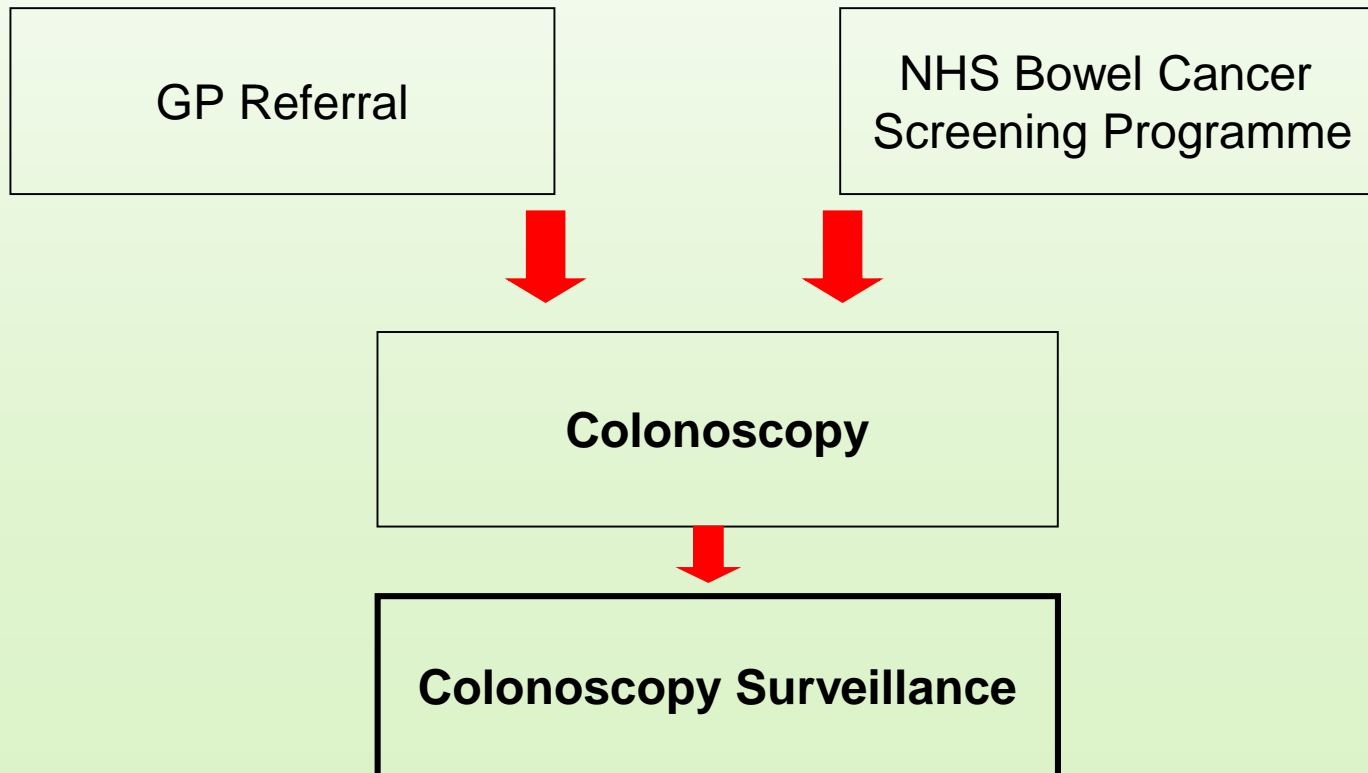 GP Referral
NHS Bowel Cancer
Screening Programme
Colonoscopy
Colonoscopy Surveillance